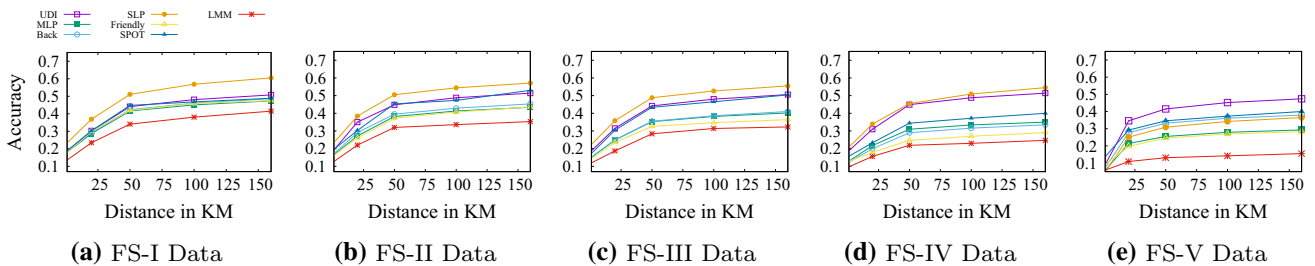 UDI SLP LMM
MLP Friendly
Back SPOT
Accuracy
0.7 0.7 0.7 0.7 0.7
0.6 0.6 0.6 0.6 0.6
0.5 0.5 0.5 0.5 0.5
0.4 0.4 0.4 0.4 0.4
0.3 0.3 0.3 0.3 0.3
0.2 0.2 0.2 0.2 0.2
0.1 0.1 0.1 0.1 0.1
25 50 75 100 125 150 25 50 75 100 125 150 25 50 75 100 125 150 25 50 75 100 125 150 25 50 75 100 125 150
Distance in KM Distance in KM Distance in KM Distance in KM Distance in KM
(a) FS-I Data (b) FS-II Data (c) FS-III Data (d) FS-IV Data (e) FS-V Data